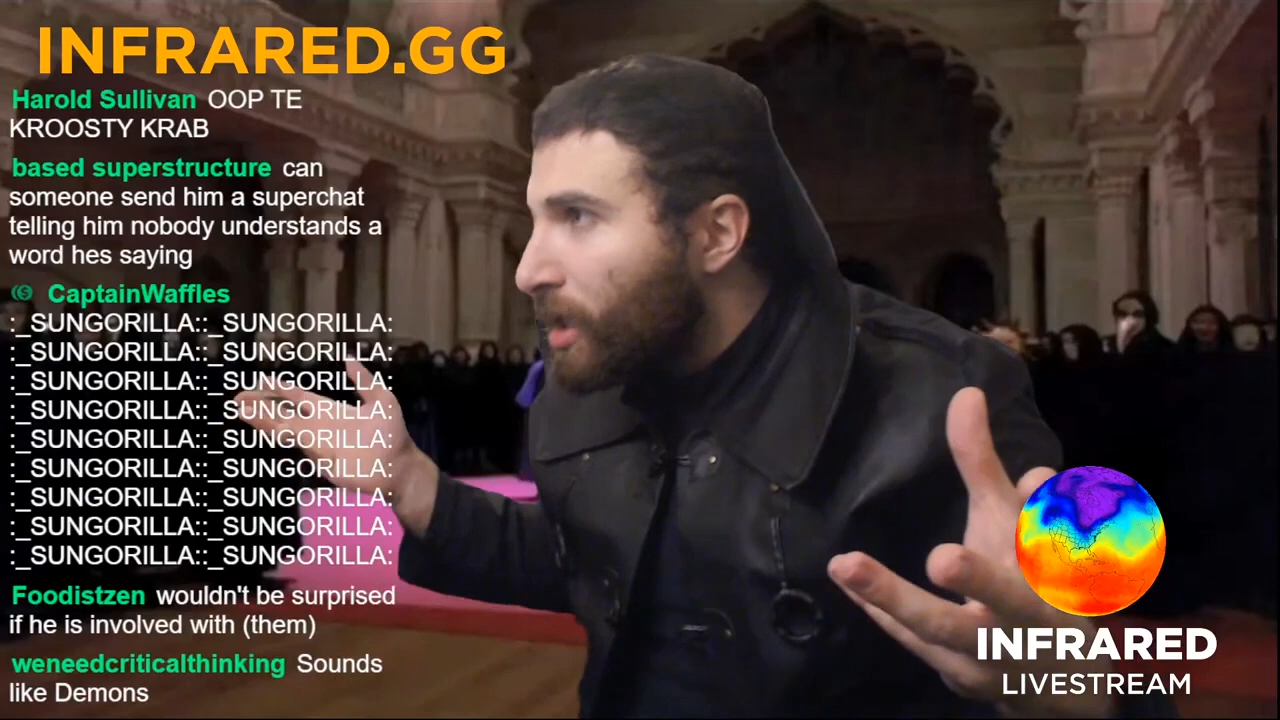 INFRARED.GG
Harold Sullivan OOP TE
KROOSTY KRAB
based superstructure can
someone send him a superchat
telling him nobody understands a
word hes saying
CaptainWaffles
:_SUNGORILLA::_SUNGORILLA:
:_SUNGORILLA::_SUNGORILLA:
:_SUNGORILLA::_SUNGORILLA:
:_SUNGORILLA::_SUNGORILLA:
:_SUNGORILLA::_SUNGORILLA:
:_SUNGORILLA::_SUNGORILLA:
:_SUNGORILLA::_SUNGORILLA:
:_SUNGORILLA::_SUNGORILLA:
:_SUNGORILLA::_SUNGORILLA:
Foodistzen wouldn't be surprised
if he is involved with (them)
weneedcriticalthinking Sounds
like Demons
INFRARED
LIVESTREAM